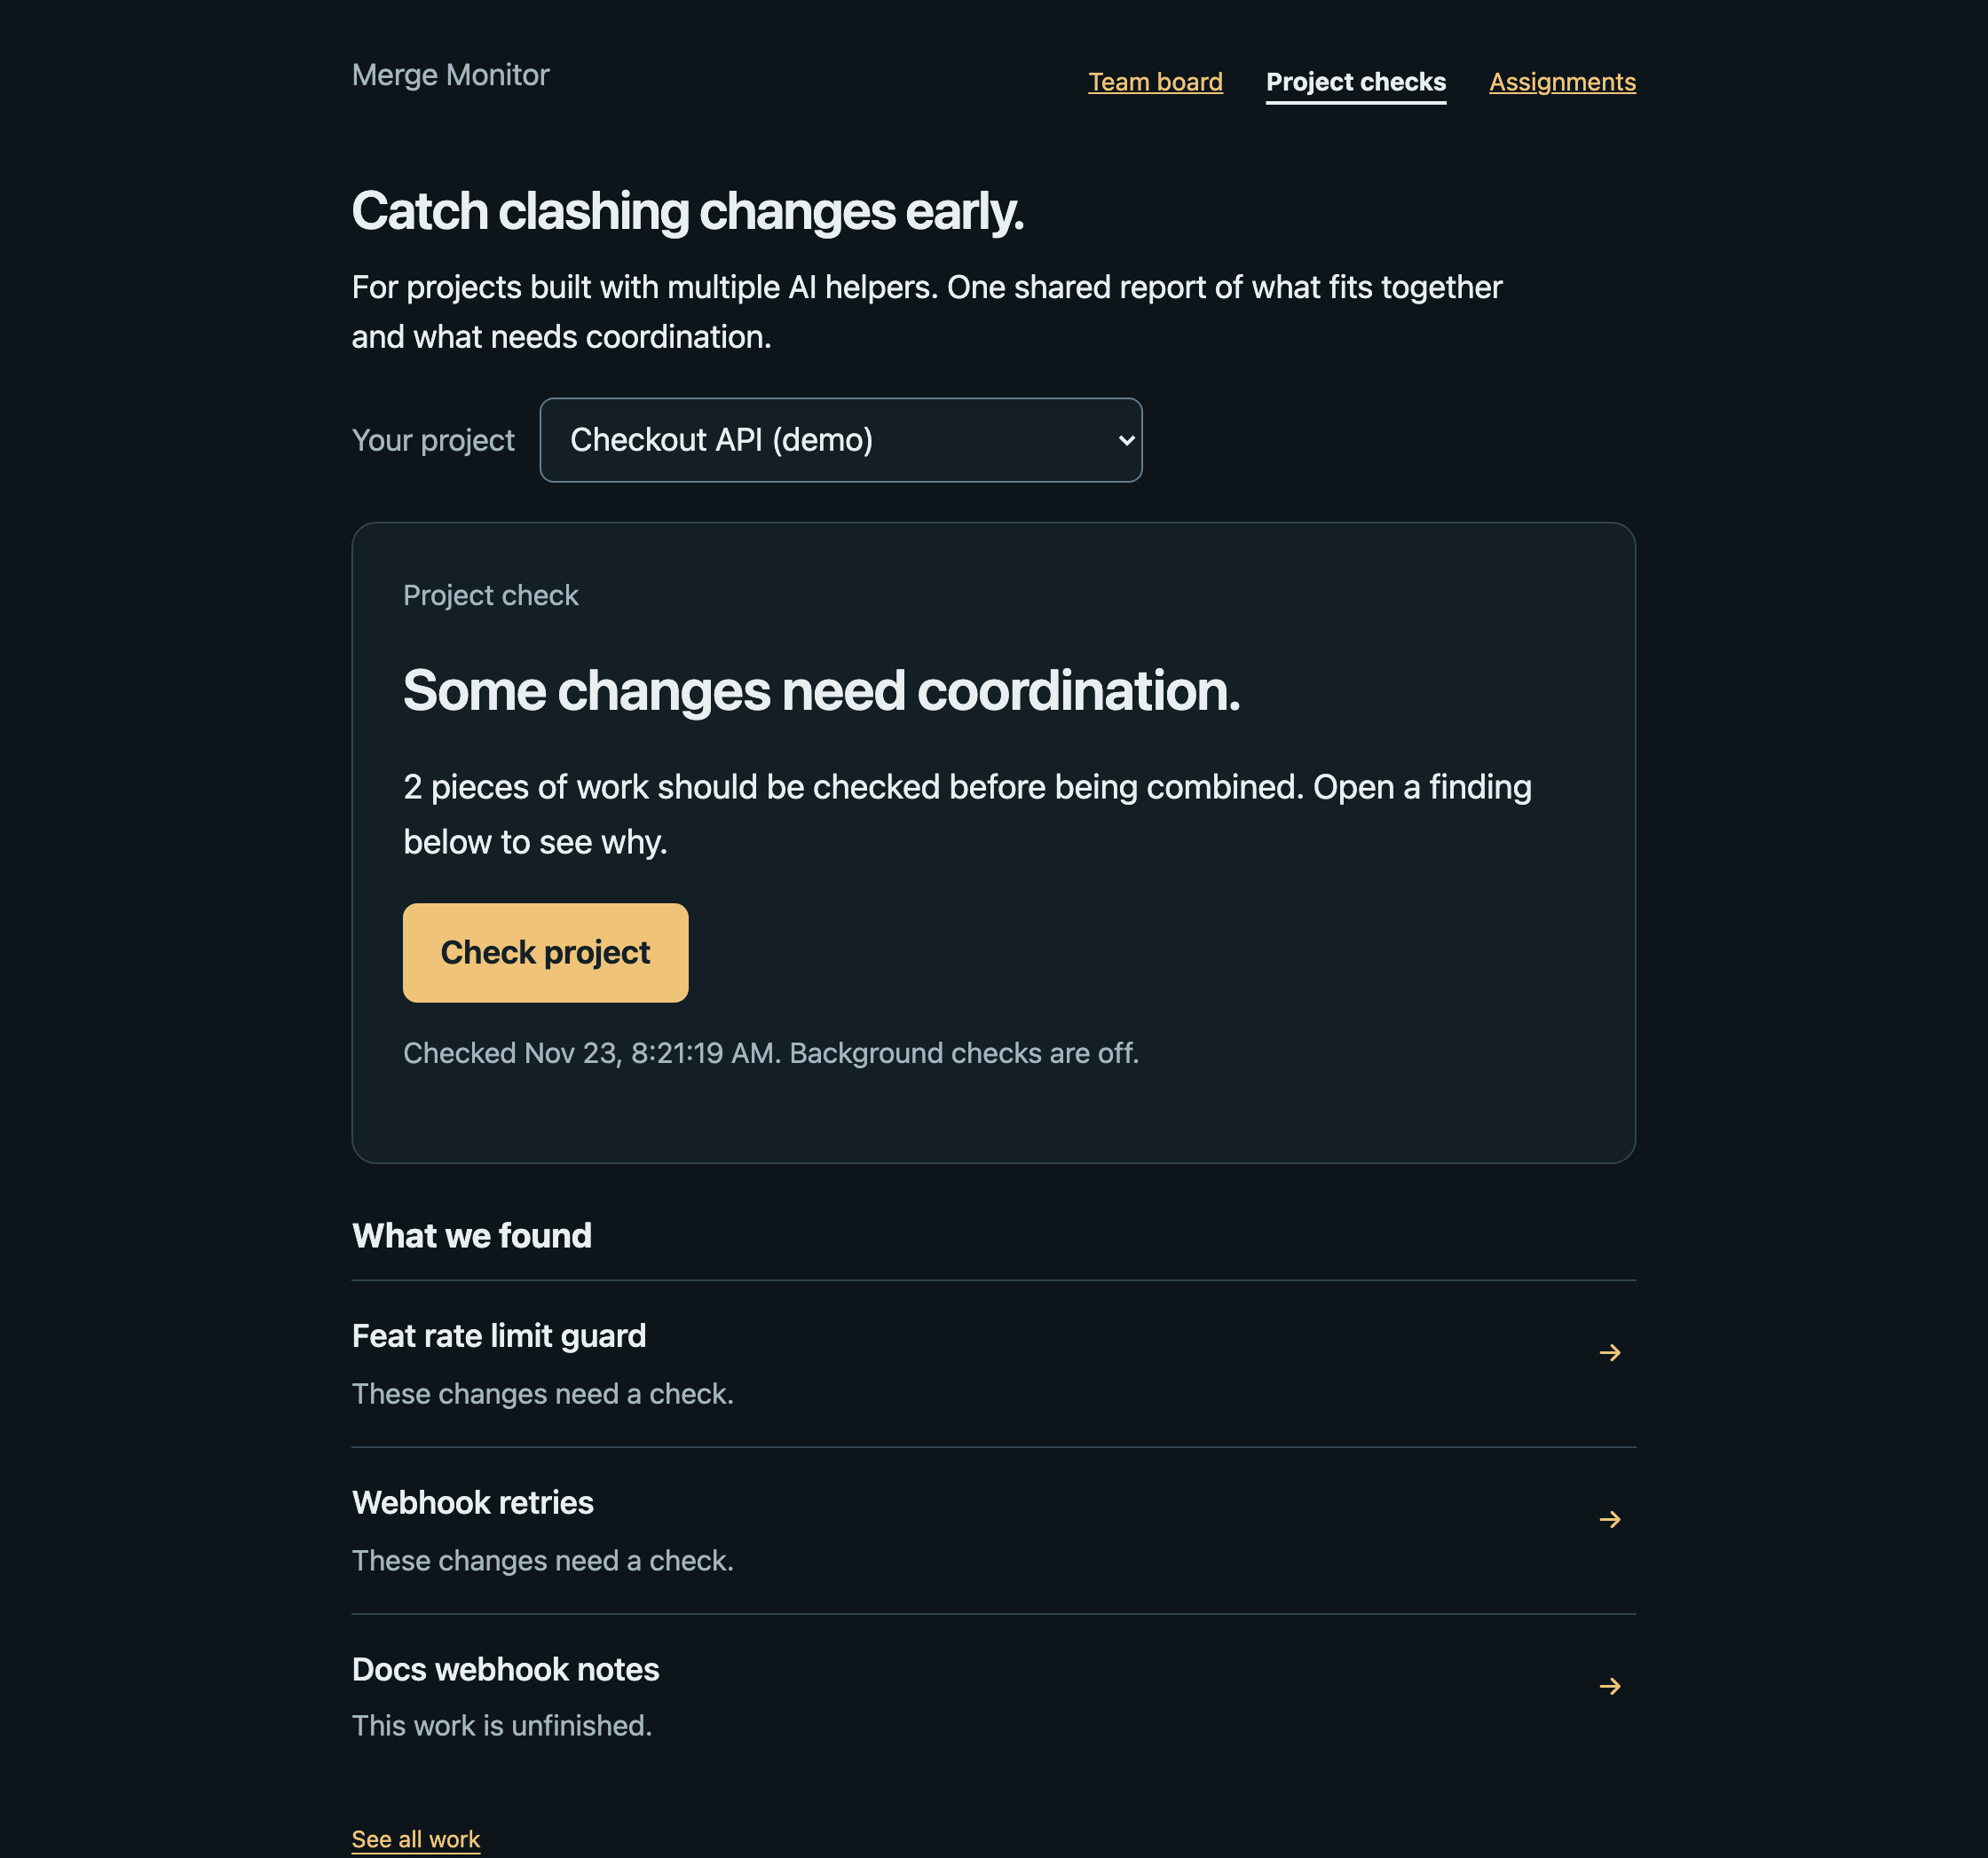 Merge Monitor
Team board
Project checks
Assignments
Catch clashing changes early.
For projects built with multiple AI helpers. One shared report of what fits together
and what needs coordination.
Your project
Checkout API (demo)
Project check
Some changes need coordination.
2 pieces of work should be checked before being combined. Open a finding
below to see why.
Check project
Checked Nov 23, 8:21:19 AM. Background checks are off.
What we found
Feat rate limit guard
These changes need a check.
Webhook retries
These changes need a check.
Docs webhook notes
This work is unfinished.
See all work